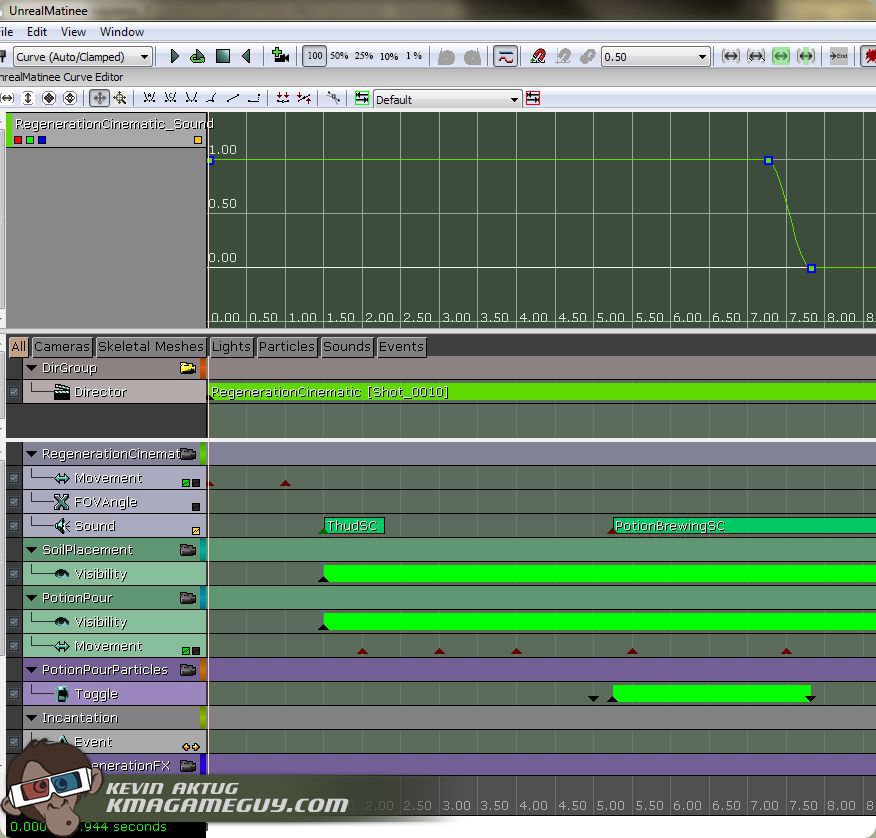 UnrealMatinee
File Edit View Window
Curve (Auto/Clamped) 100 50% 25% 10% 1% 0.50 End
nrealMatinee Curve Editor
Default
RegenerationCinematic_Sound
1.00
0.50
0.00
0.00 0.50 1.00 1.50 2.00 2.50 3.00 3.50 4.00 4.50 5.00 5.50 6.00 6.50 7.00 7.50 8.00 8
All Cameras Skeletal Meshes Lights Particles Sounds Events
DirGroup
Director RegenerationCinematic [Shot_0010]
RegenerationCinemat
Movement
FOVAngle
Sound ThudSC PotionBrewingSC
SoilPlacement
Visibility
PotionPour
Visibility
Movement
PotionPourParticles
Toggle
Incantation
Event
enerationFX
KEVIN AKTUG
KMAGAMEGUY.COM
2.00 2.50 3.00 3.50 4.00 4.50 5.00 5.50 6.00 6.50 7.00 7.50 8.00
0.00 .944 seconds